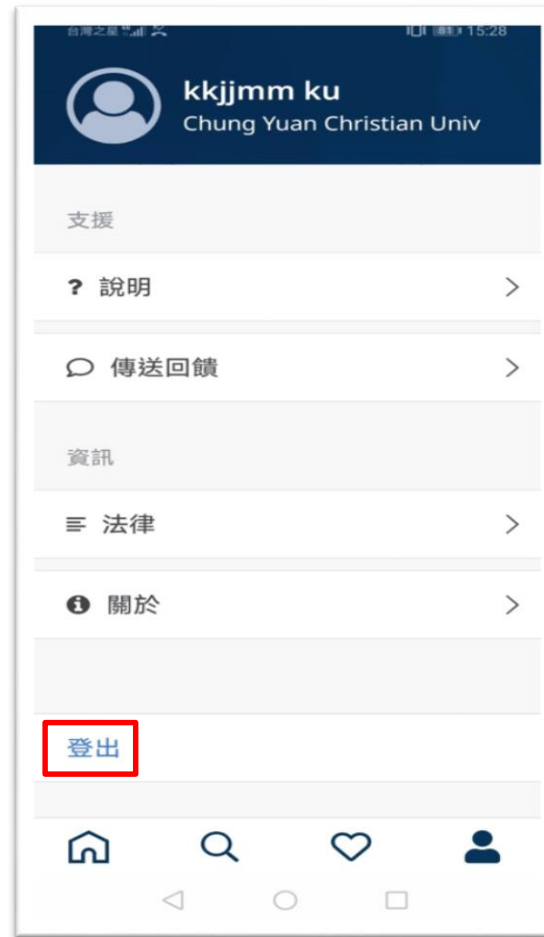 台灣之星 81 15:28
kkjjmm ku
Chung Yuan Christian Univ
支援
? 說明
傳送回饋
資訊
法律
關於
登出